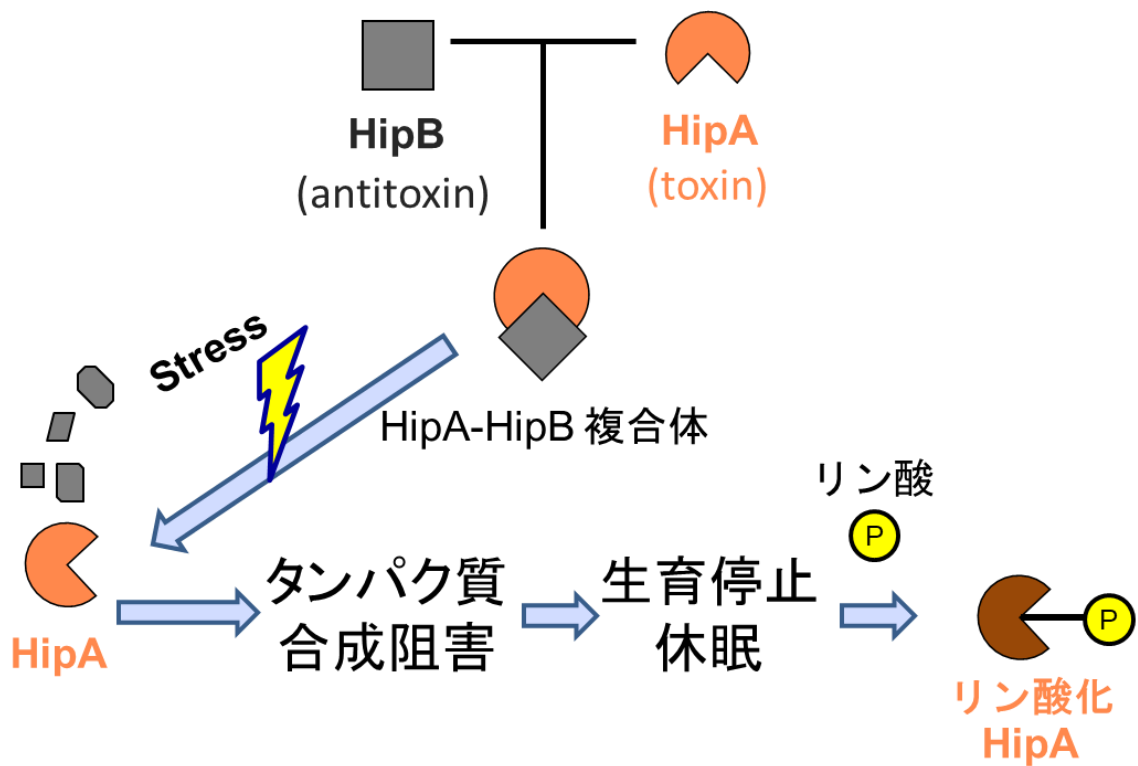 HipB
(antitoxin)
HipA
(toxin)
Stress
HipA-HipB 複合体
HipA
タンパク質
合成阻害
生育停止
休眠
リン酸
P
P
リン酸化
HipA